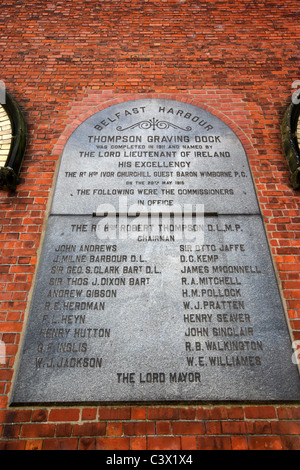 BELFAST HARBOUR
THOMPSON GRAVING DOCK
WAS COMPLETED IN 1911 AND NAMED BY
THE LORD LIEUTENANT OF IRELAND
HIS EXCELLENCY
THE RT HON IVOR CHURCHILL GUEST BARON WIMBORNE P.C.
ON THE MAY 1915
THE FOLLOWING WERE THE COMMISSIONERS
IN OFFICE
THE RT HON ROBERT THOMPSON D.L. M.P.
CHAIRMAN
JOHN ANDREWS SIR OTTO JAFFE
J. MILNE BARBOUR D.L. D.C. KEMP
SIR GEO. S. CLARK BART D.L. JAMES McCONNELL
SIR THOS J. DIXON BART R.A. MITCHELL
ANDREW GIBSON H.M. POLLOCK
R.E. HERDMAN W.J. PRATTEN
F.L. HEYN HENRY SEAVER
HENRY HUTTON JOHN SINCLAIR
INGLIS R.B. WALKINGTON
W.J. JACKSON W.E. WILLIAMES
THE LORD MAYOR